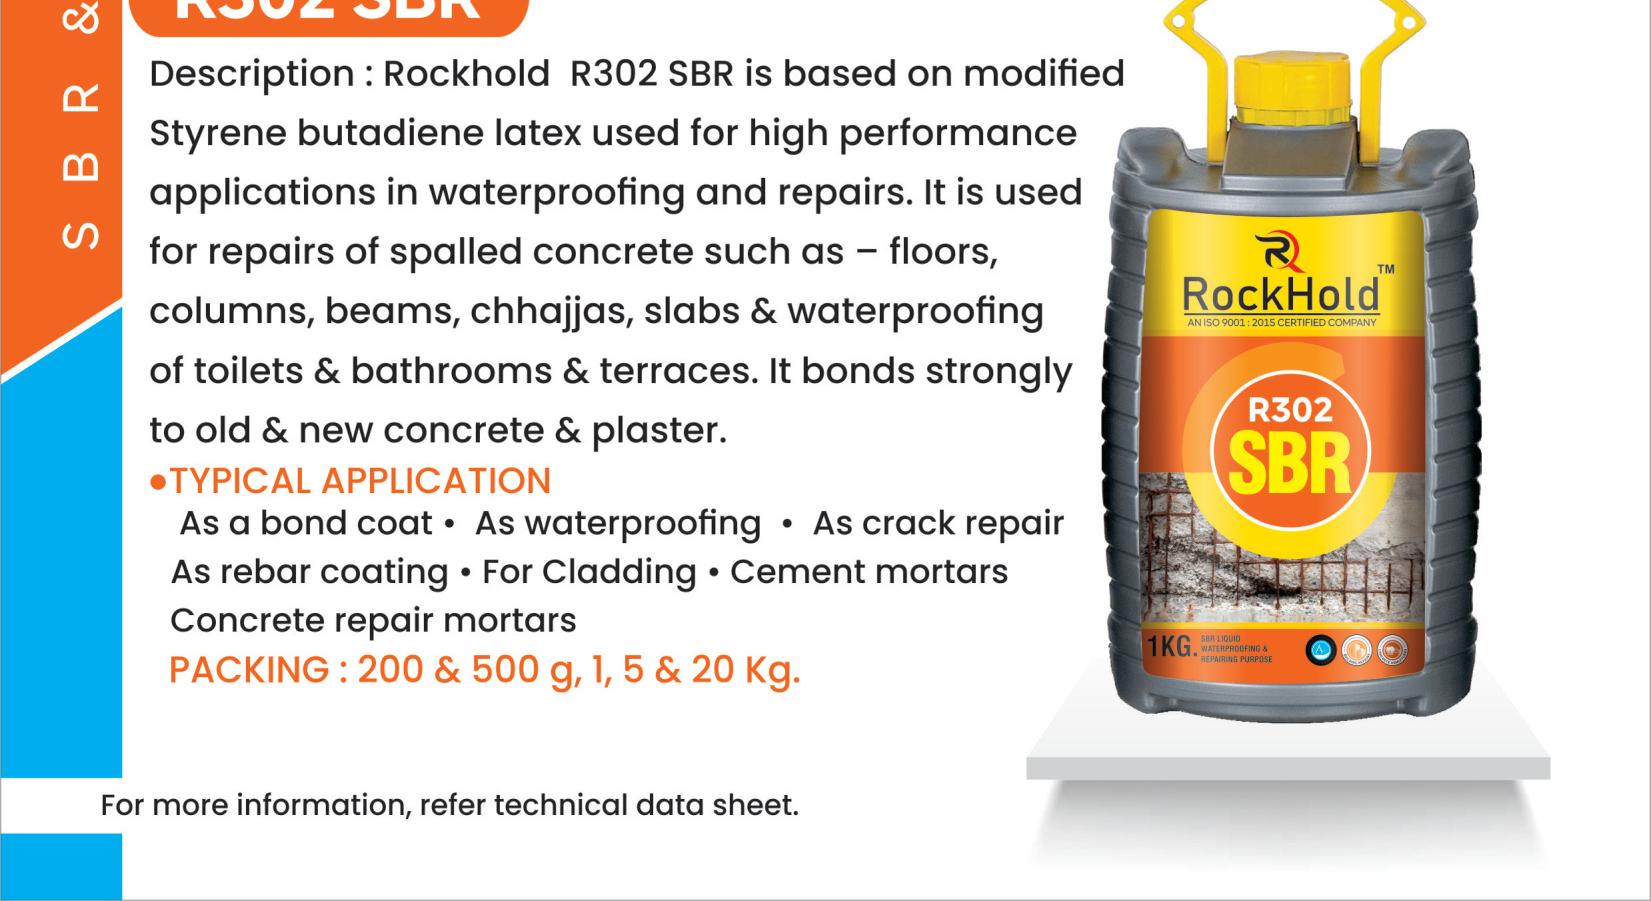 S B R &
R302 SBR
Description : Rockhold R302 SBR is based on modified
Styrene butadiene latex used for high performance
applications in waterproofing and repairs. It is used
for repairs of spalled concrete such as – floors,
columns, beams, chhajjas, slabs & waterproofing
of toilets & bathrooms & terraces. It bonds strongly
to old & new concrete & plaster.
•TYPICAL APPLICATION
As a bond coat • As waterproofing • As crack repair
As rebar coating • For Cladding • Cement mortars
Concrete repair mortars
PACKING : 200 & 500 g, 1, 5 & 20 Kg.
For more information, refer technical data sheet.
R
RockHold™
AN ISO 9001 : 2015 CERTIFIED COMPANY
R302
SBR
1KG.
SBR LIQUID
WATERPROOFING &
REPAIRING PURPOSE